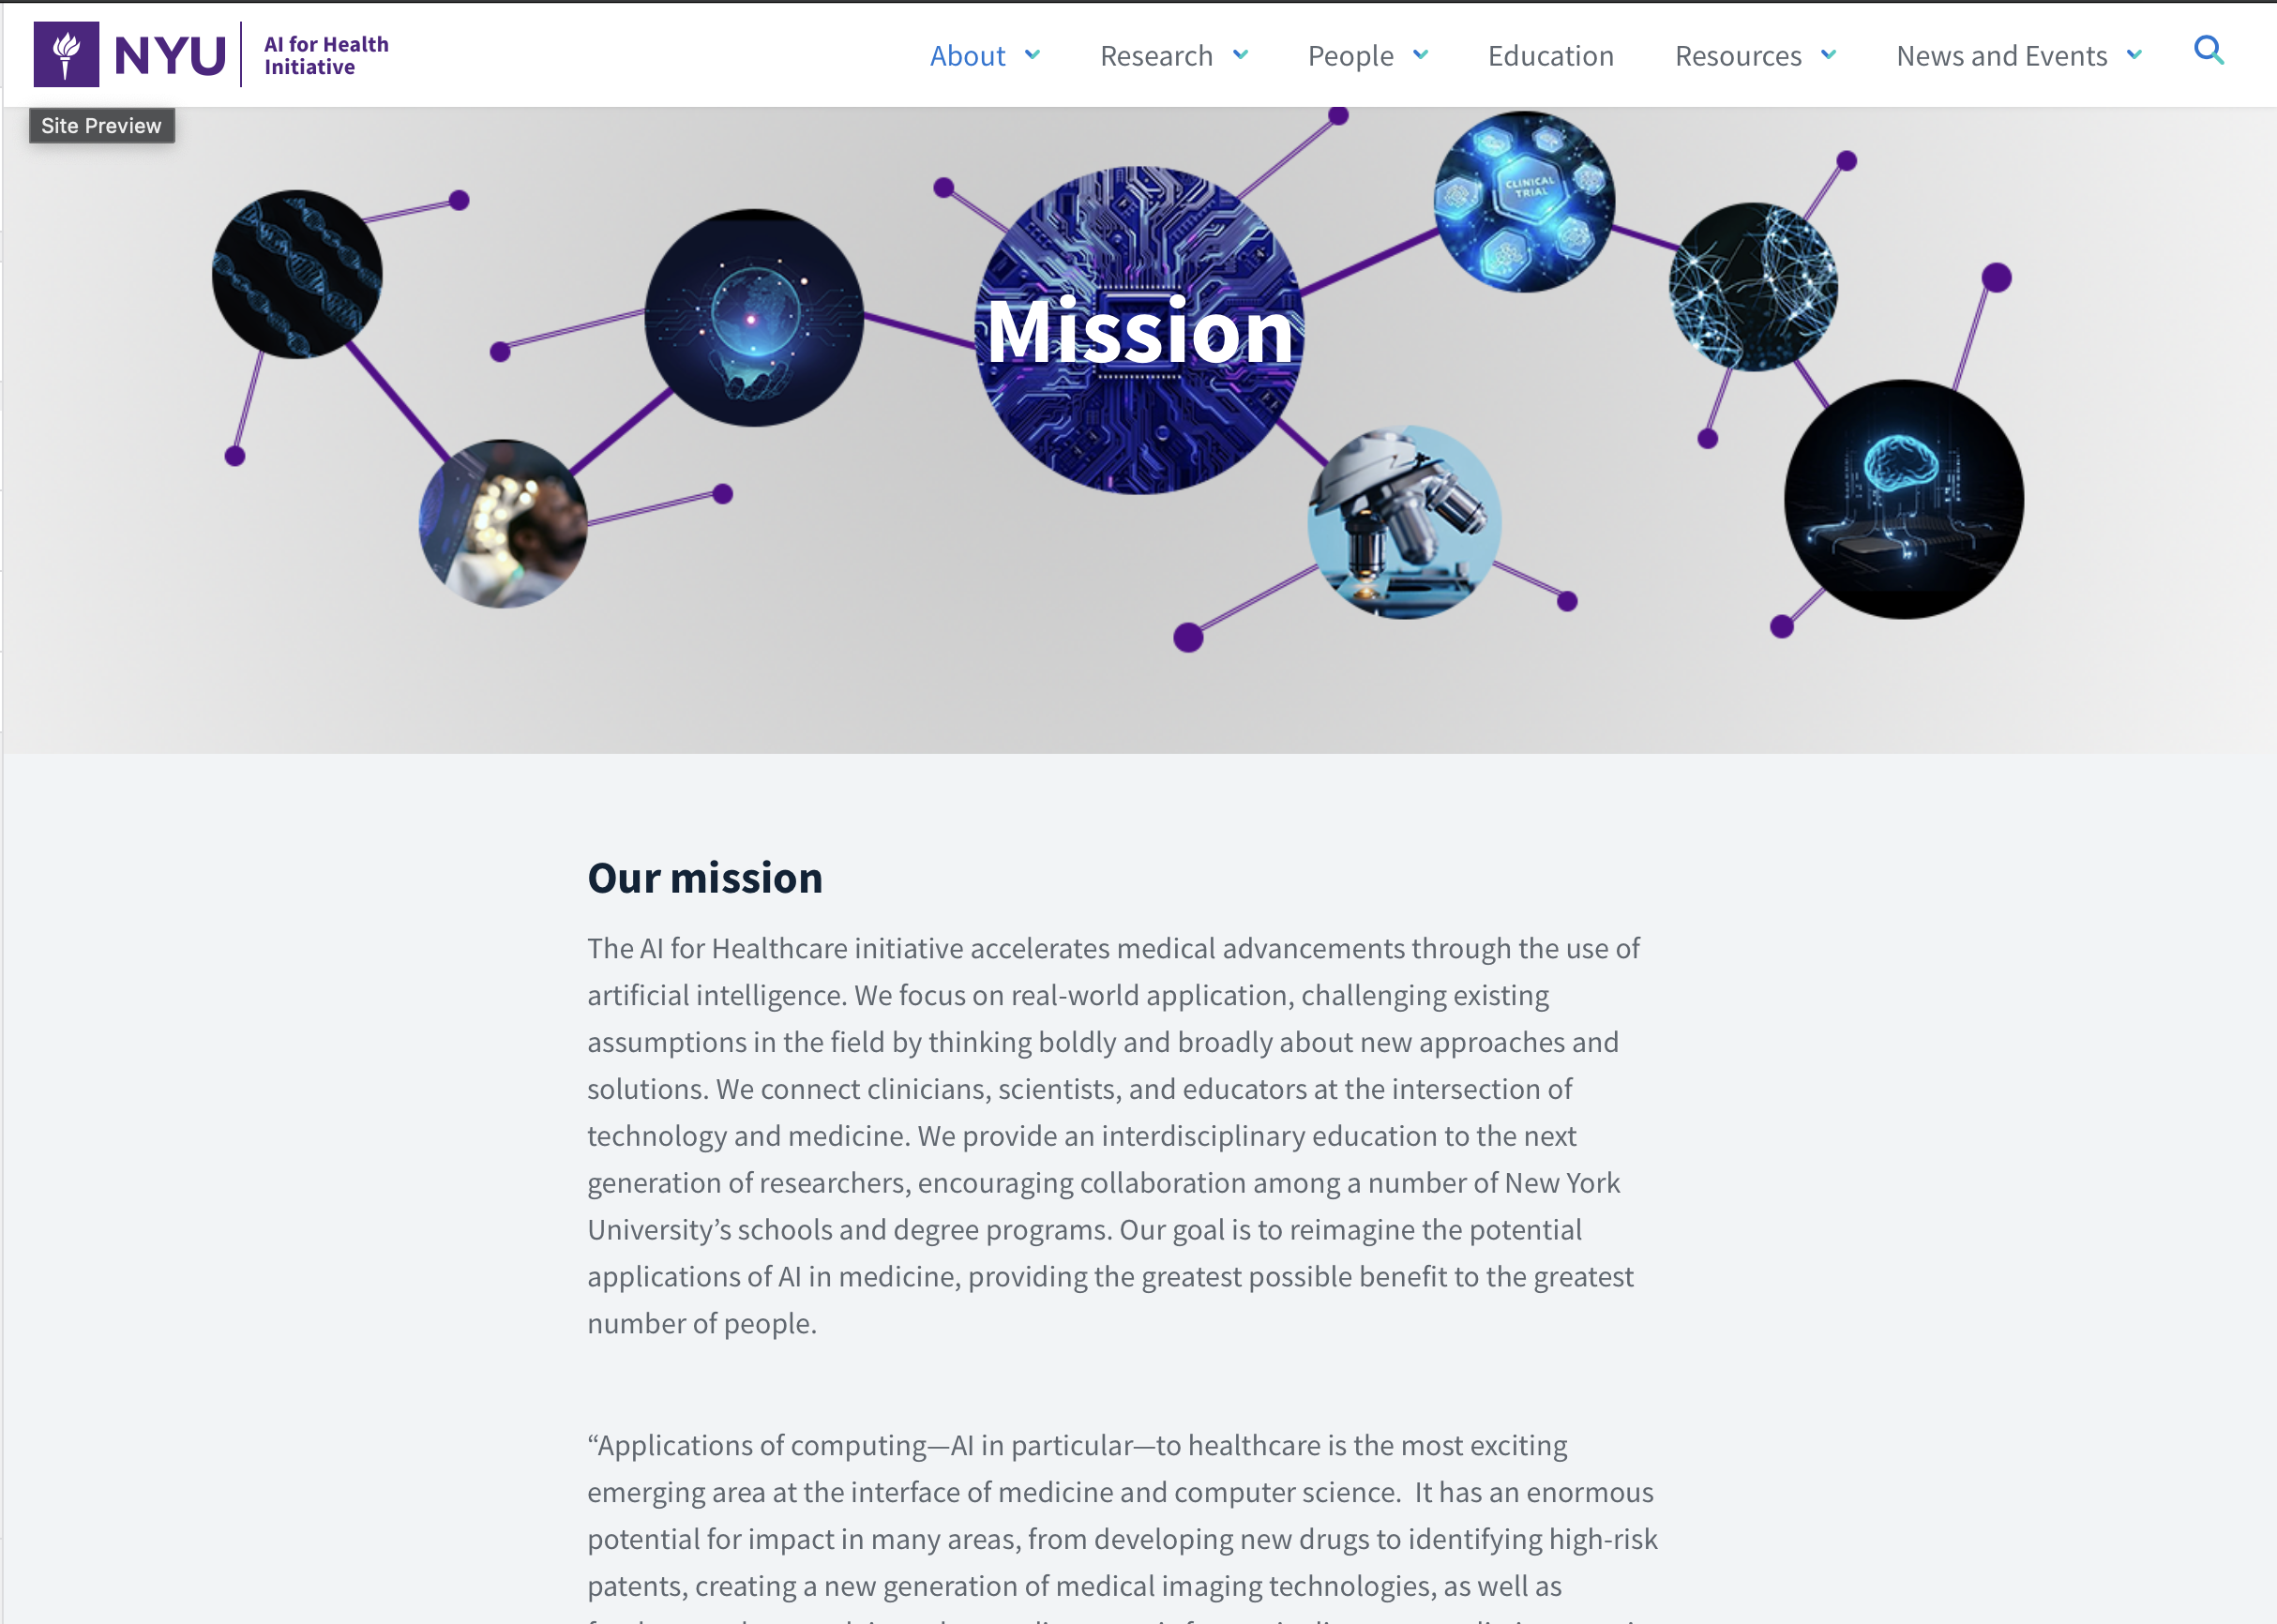 NYU
AI for Health
Initiative
About
Research
People
Education
Resources
News and Events
Site Preview
CLINICAL
TRIAL
Mission
Our mission
The AI for Healthcare initiative accelerates medical advancements through the use of
artificial intelligence. We focus on real-world application, challenging existing
assumptions in the field by thinking boldly and broadly about new approaches and
solutions. We connect clinicians, scientists, and educators at the intersection of
technology and medicine. We provide an interdisciplinary education to the next
generation of researchers, encouraging collaboration among a number of New York
University’s schools and degree programs. Our goal is to reimagine the potential
applications of AI in medicine, providing the greatest possible benefit to the greatest
number of people.
“Applications of computing—AI in particular—to healthcare is the most exciting
emerging area at the interface of medicine and computer science.  It has an enormous
potential for impact in many areas, from developing new drugs to identifying high-risk
patents, creating a new generation of medical imaging technologies, as well as